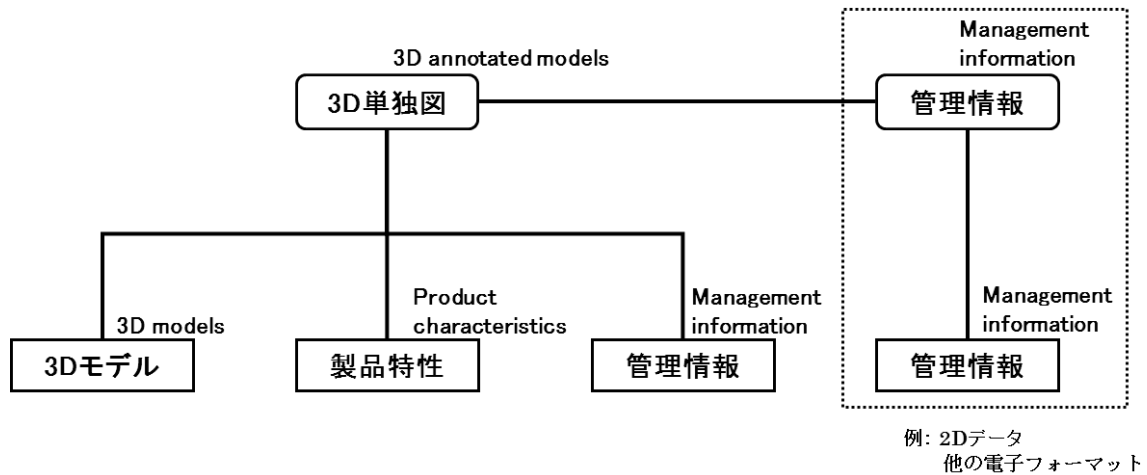 Management
information
3D annotated models
3D単独図
管理情報
3D models
Product
characteristics
Management
information
Management
information
3Dモデル
製品特性
管理情報
管理情報
例: 2Dデータ
他の電子フォーマット